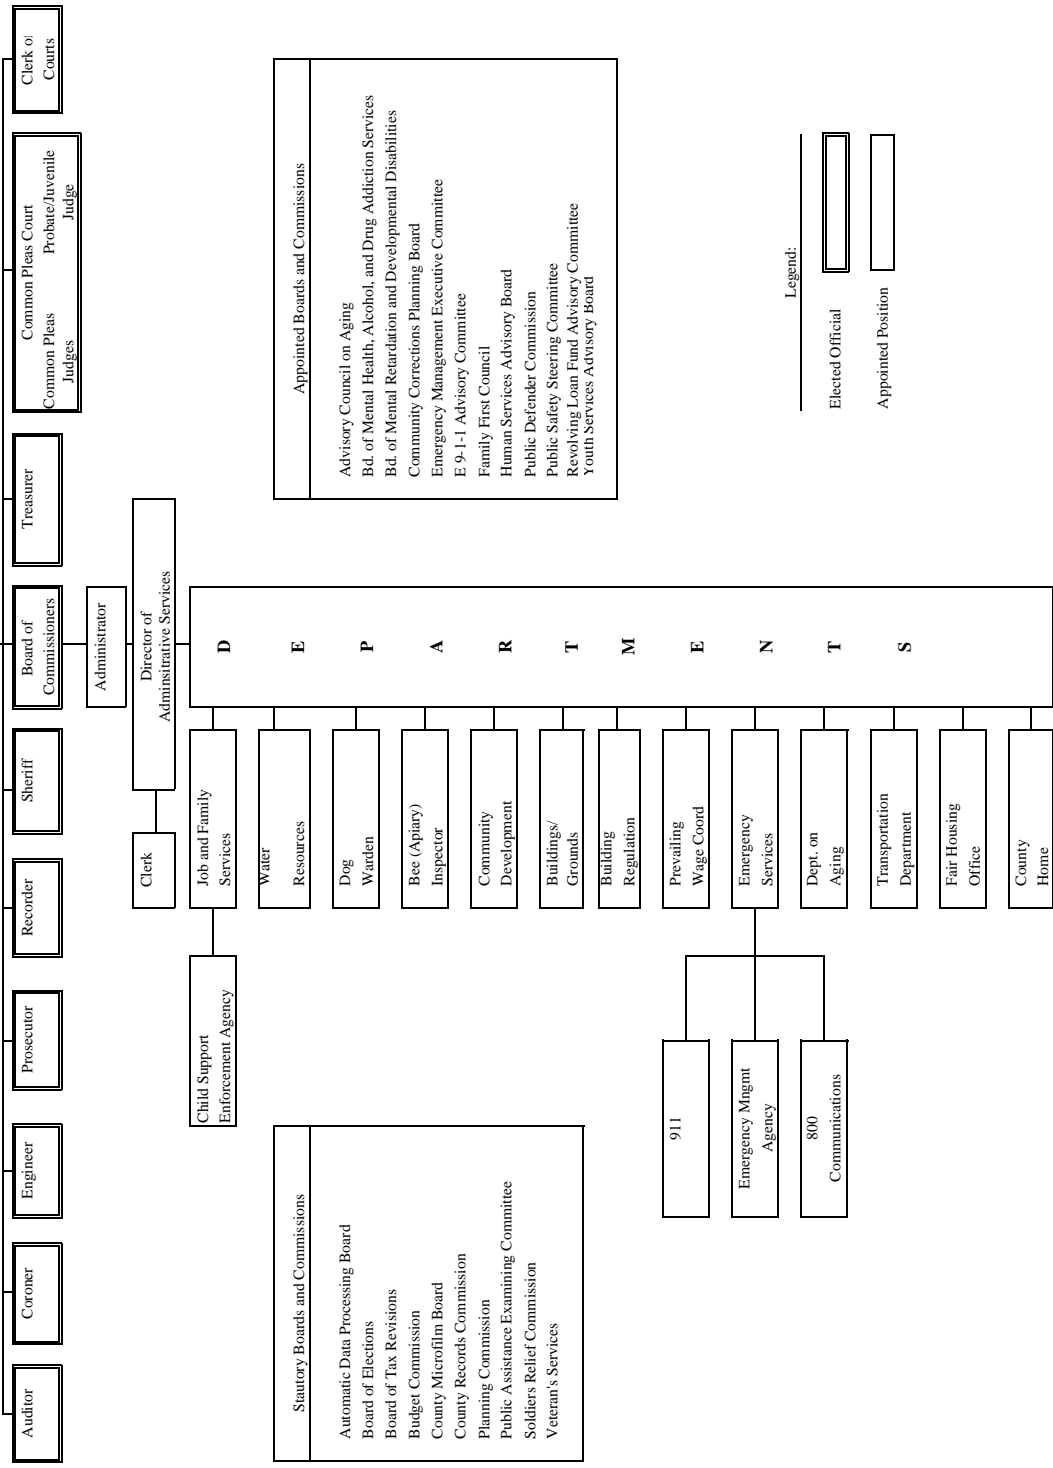 Auditor
Coroner
Engineer
Prosecutor
Recorder
Sheriff
Board of
Commissioners
Treasurer
Common Pleas Court
Common Pleas
Judges
Probate/Juvenile
Judge
Clerk of
Courts
Administrator
Clerk
Director of
Adminsitrative Services
DEPARTMENTS
Job and Family
Services
Child Support
Enforcement Agency
Water
Resources
Dog
Warden
Bee (Apiary)
Inspector
Community
Development
Buildings/
Grounds
Building
Regulation
Prevailing
Wage Coord
Emergency
Services
911
Emergency Mngmt
Agency
800
Communications
Dept. on
Aging
Transportation
Department
Fair Housing
Office
County
Home
Stautory Boards and Commissions
Automatic Data Processing Board
Board of Elections
Board of Tax Revisions
Budget Commission
County Microfilm Board
County Records Commission
Planning Commission
Public Assistance Examining Committee
Soldiers Relief Commission
Veteran's Services
Appointed Boards and Commissions
Advisory Council on Aging
Bd. of Mental Health, Alcohol, and Drug Addiction Services
Bd. of Mental Retardation and Developmental Disabilities
Community Corrections Planning Board
Emergency Management Executive Committee
E 9-1-1 Advisory Committee
Family First Council
Human Services Advisory Board
Public Defender Commission
Public Safety Steering Committee
Revolving Loan Fund Advisory Committee
Youth Services Advisory Board
Legend:
Elected Official
Appointed Position